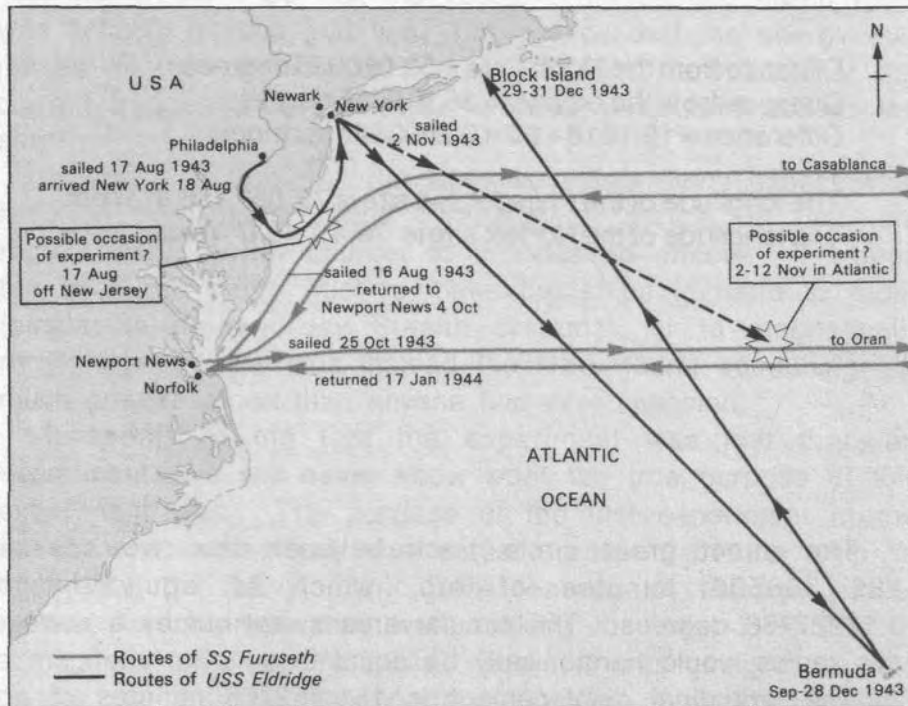 N
USA
Block Island
29-31 Dec 1943
Newark
New York
sailed
2 Nov 1943
Philadelphia
sailed 17 Aug 1943
arrived New York 18 Aug
to Casablanca
Possible occasion
of experiment?
17 Aug
off New Jersey
Possible occasion
of experiment?
2-12 Nov in Atlantic
sailed 16 Aug 1943
returned to
Newport News 4 Oct
sailed 25 Oct 1943
to Oran
Newport News
Norfolk
returned 17 Jan 1944
ATLANTIC
OCEAN
Routes of SS Furuseth
Routes of USS Eldridge
Bermuda
Sep-28 Dec 1943